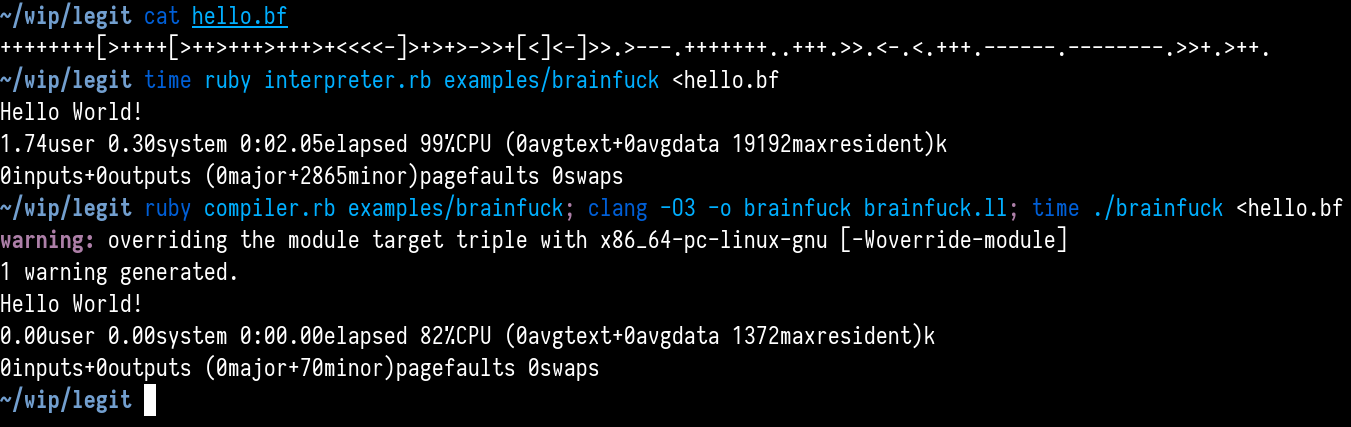 ~/wip/legit cat hello.bf
++++++++[>++++[>++>+++>+++>+<<<<-]>+>+>->>+[<]<-]>>.>---.+++++++..+++.>>.<-.<.+++.------.--------.>>+.>++.
~/wip/legit time ruby interpreter.rb examples/brainfuck <hello.bf
Hello World!
1.74user 0.30system 0:02.05elapsed 99%CPU (0avgtext+0avgdata 19192maxresident)k
0inputs+0outputs (0major+2865minor)pagefaults 0swaps
~/wip/legit ruby compiler.rb examples/brainfuck; clang -O3 -o brainfuck brainfuck.ll; time ./brainfuck <hello.bf
warning: overriding the module target triple with x86_64-pc-linux-gnu [-Woverride-module]
1 warning generated.
Hello World!
0.00user 0.00system 0:00.00elapsed 82%CPU (0avgtext+0avgdata 1372maxresident)k
0inputs+0outputs (0major+70minor)pagefaults 0swaps
~/wip/legit